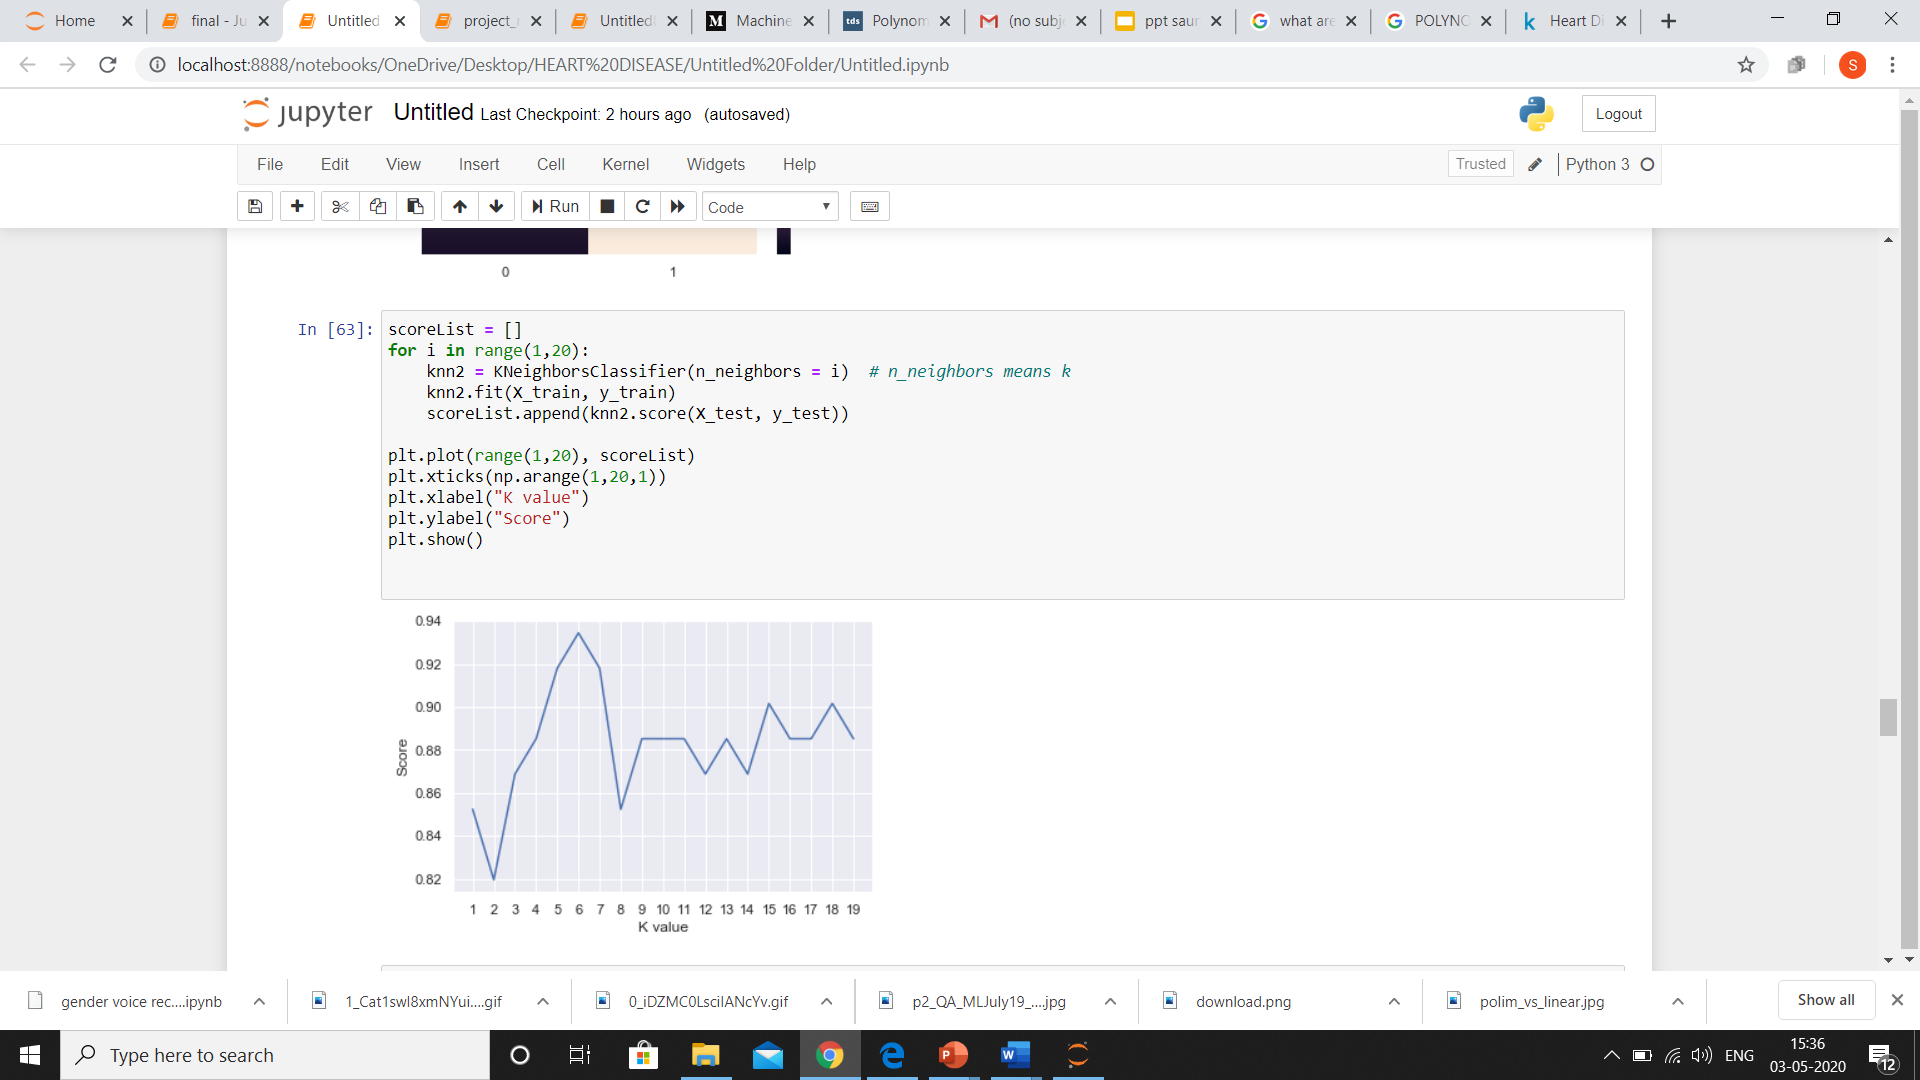 Home
final - Ju
Untitled
project_
Untitled
Machine
tds Polynom
(no subj
ppt saur
what are
POLYNO
k Heart Di
localhost:8888/notebooks/OneDrive/Desktop/HEART%20DISEASE/Untitled%20Folder/Untitled.ipynb
S
jupyter Untitled Last Checkpoint: 2 hours ago (autosaved)
Logout
File Edit View Insert Cell Kernel Widgets Help
Trusted
Python 3
Run
Code
0 1
In [63]:
scoreList = []
for i in range(1,20):
    knn2 = KNeighborsClassifier(n_neighbors = i)  # n_neighbors means k
    knn2.fit(X_train, y_train)
    scoreList.append(knn2.score(X_test, y_test))
plt.plot(range(1,20), scoreList)
plt.xticks(np.arange(1,20,1))
plt.xlabel("K value")
plt.ylabel("Score")
plt.show()
0.94
0.92
0.90
0.88
0.86
0.84
0.82
Score
1 2 3 4 5 6 7 8 9 10 11 12 13 14 15 16 17 18 19
K value
gender voice rec....ipynb
1_Cat1swl8xmNYui....gif
0_iDZMC0LsciIANcYv.gif
p2_QA_MLJuly19_....jpg
download.png
polim_vs_linear.jpg
Show all
Type here to search
ENG
15:36
03-05-2020
12